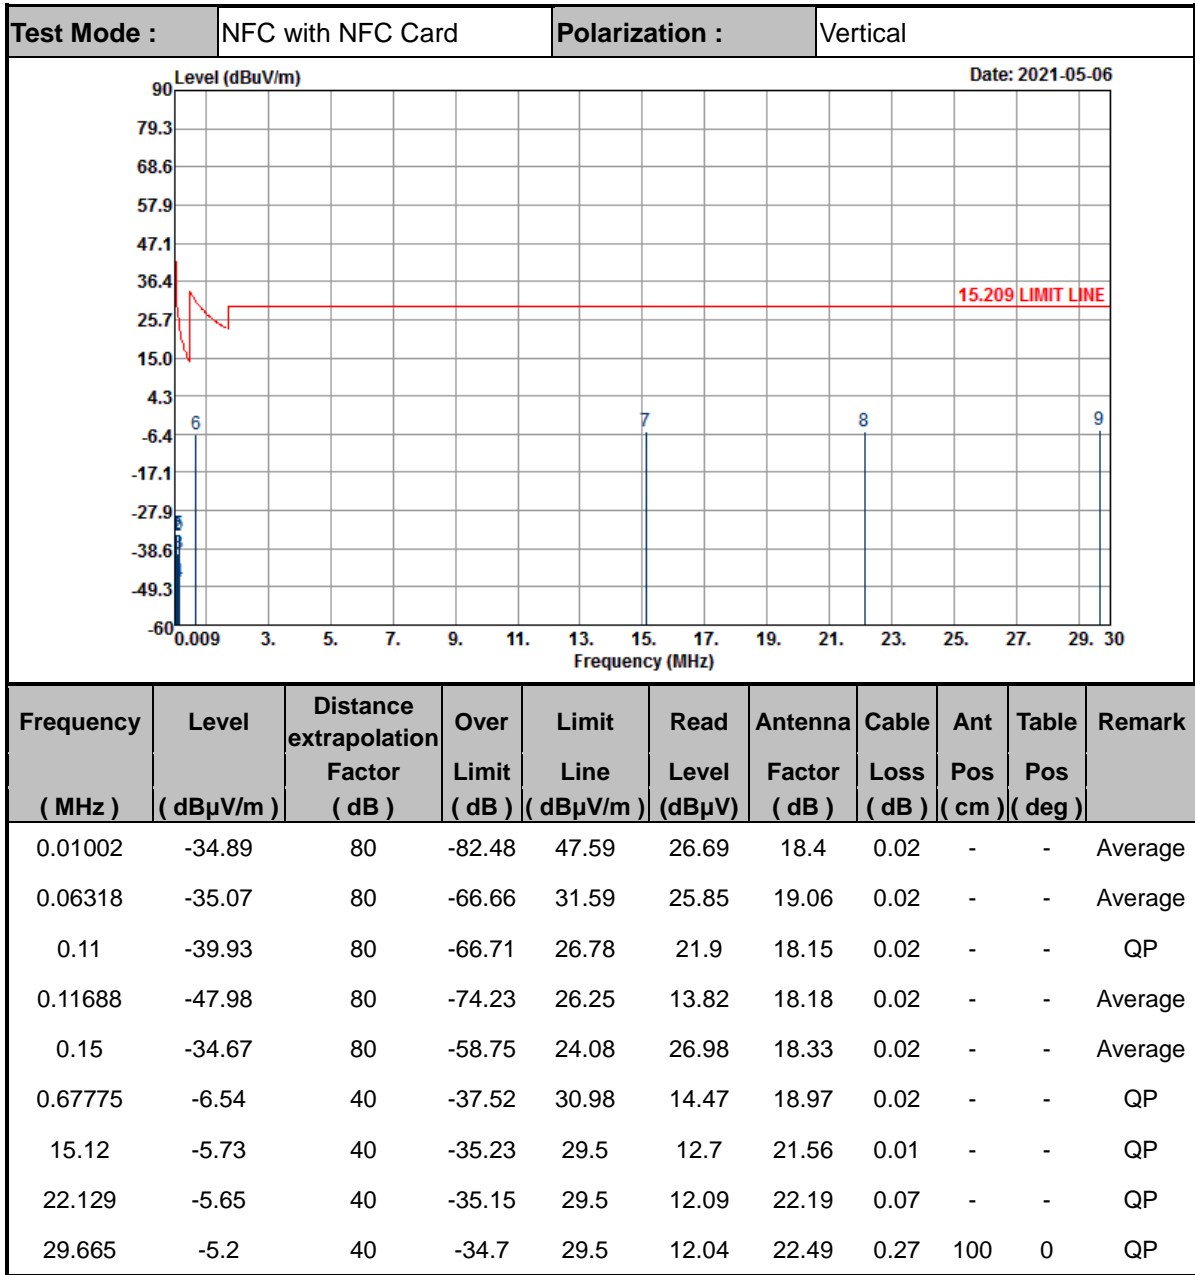 Test Mode : NFC with NFC Card Polarization : Vertical
Level (dBuV/m) Date: 2021-05-06
90
79.3
68.6
57.9
47.1
36.4
15.209 LIMIT LINE
25.7
15.0
4.3
6 7 8 9
-6.4
-17.1
-27.9
-38.6
-49.3
-60
0.009 3. 5. 7. 9. 11. 13. 15. 17. 19. 21. 23. 25. 27. 29. 30
Frequency (MHz)
Frequency Level Distance extrapolation Factor Over Limit Limit Line Read Level Antenna Factor Cable Loss Ant Pos Table Pos Remark
( MHz ) ( dBµV/m ) ( dB ) ( dB ) ( dBµV/m ) (dBµV) ( dB ) ( dB ) ( cm ) ( deg )
0.01002 -34.89 80 -82.48 47.59 26.69 18.4 0.02 - - Average
0.06318 -35.07 80 -66.66 31.59 25.85 19.06 0.02 - - Average
0.11 -39.93 80 -66.71 26.78 21.9 18.15 0.02 - - QP
0.11688 -47.98 80 -74.23 26.25 13.82 18.18 0.02 - - Average
0.15 -34.67 80 -58.75 24.08 26.98 18.33 0.02 - - Average
0.67775 -6.54 40 -37.52 30.98 14.47 18.97 0.02 - - QP
15.12 -5.73 40 -35.23 29.5 12.7 21.56 0.01 - - QP
22.129 -5.65 40 -35.15 29.5 12.09 22.19 0.07 - - QP
29.665 -5.2 40 -34.7 29.5 12.04 22.49 0.27 100 0 QP